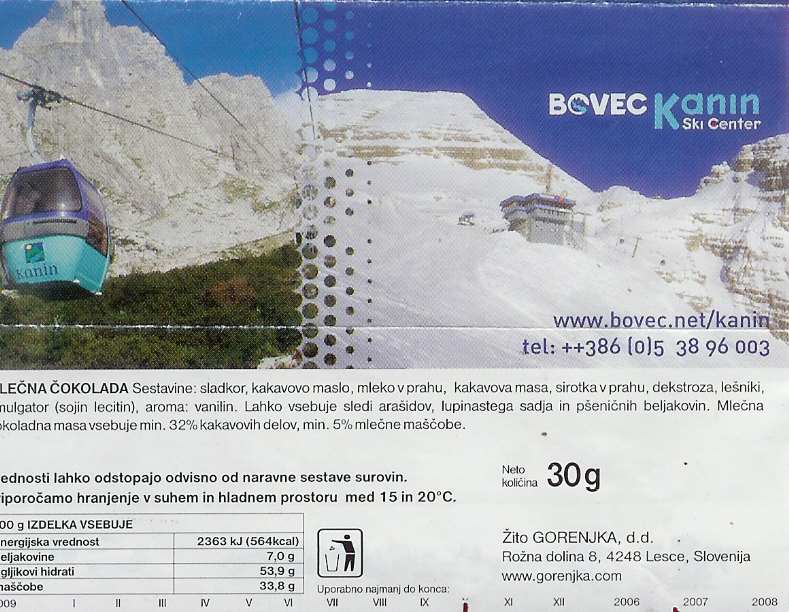 BOVEC Kanin
Ski Center
Kanin
www.bovec.net/kanin
tel: ++386 (0)5 38 96 003
LEČNA ČOKOLADA Sestavine: sladkor, kakavovo maslo, mleko v prahu, kakavova masa, sirotka v prahu, dekstroza, lešniki,
mulgator (sojin lecitin), aroma: vanilin. Lahko vsebuje sledi arašidov, lupinastega sadja in pšeničnih beljakovin. Mlečna
okoladna masa vsebuje min. 32% kakavovih delov, min. 5% mlečne maščobe.
rednosti lahko odstopajo odvisno od naravne sestave surovin.
riporočamo hranjenje v suhem in hladnem prostoru med 15 in 20°C.
Neto
količina 30g
00 g IZDELKA VSEBUJE
nergijska vrednost 2363 kJ (564kcal)
eljakovine 7,0 g
gljikovi hidrati 53,9 g
maščobe 33,8 g
Žito GORENJKA, d.d.
Rožna dolina 8, 4248 Lesce, Slovenija
www.gorenjka.com
Uporabno najmanj do konca:
009 I II III IV V VI VII VIII IX X XI XII 2006 2007 2008